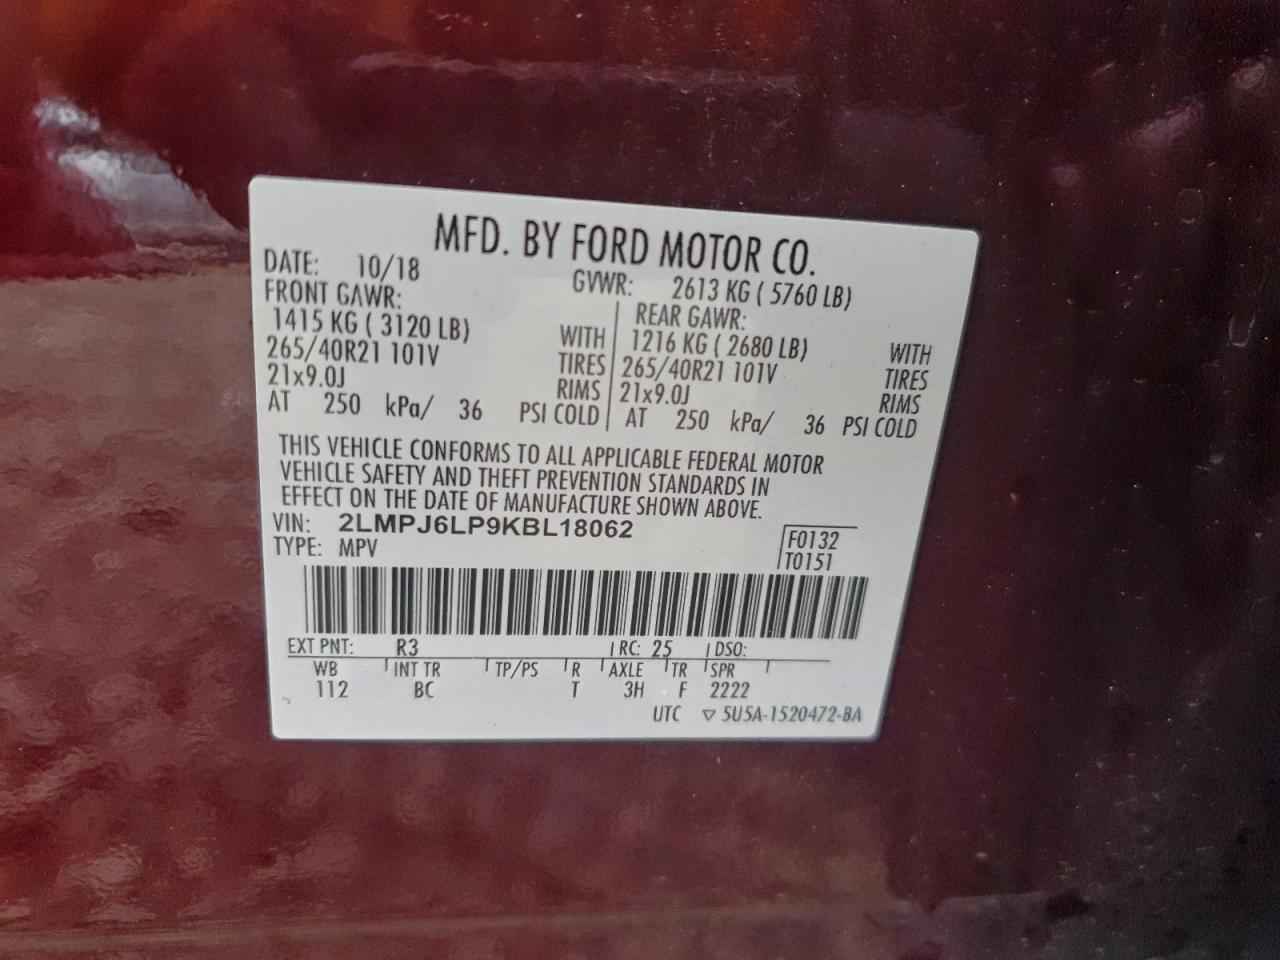 MFD. BY FORD MOTOR CO.
DATE: 10/18 GVWR: 2613 KG ( 5760 LB)
FRONT GAWR: REAR GAWR:
1415 KG ( 3120 LB) WITH 1216 KG ( 2680 LB) WITH
265/40R21 101V TIRES 265/40R21 101V TIRES
21x9.0J RIMS 21x9.0J RIMS
AT 250 kPa/ 36 PSI COLD AT 250 kPa/ 36 PSI COLD
THIS VEHICLE CONFORMS TO ALL APPLICABLE FEDERAL MOTOR
VEHICLE SAFETY AND THEFT PREVENTION STANDARDS IN
EFFECT ON THE DATE OF MANUFACTURE SHOWN ABOVE.
VIN: 2LMPJ6LP9KBL18062 F0132
TYPE: MPV T0151
EXT PNT: R3 RC: 25 DSO:
WB INT TR TP/PS R AXLE TR SPR
112 BC T 3H F 2222
UTC ▽ 5U5A-1520472-BA